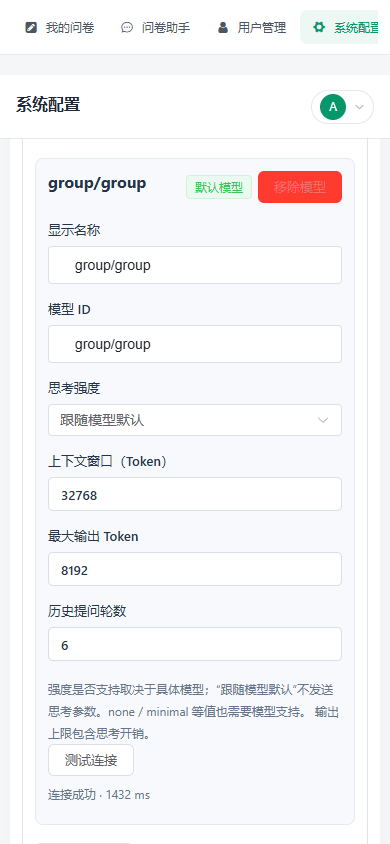 我的问卷 问卷助手 用户管理 系统配置
系统配置 A
group/group 默认模型 移除模型
显示名称
group/group
模型 ID
group/group
思考强度
跟随模型默认
上下文窗口（Token）
32768
最大输出 Token
8192
历史提问轮数
6
强度是否支持取决于具体模型；“跟随模型默认”不发送
思考参数。none / minimal 等值也需要模型支持。 输出
上限包含思考开销。
测试连接
连接成功 · 1432 ms